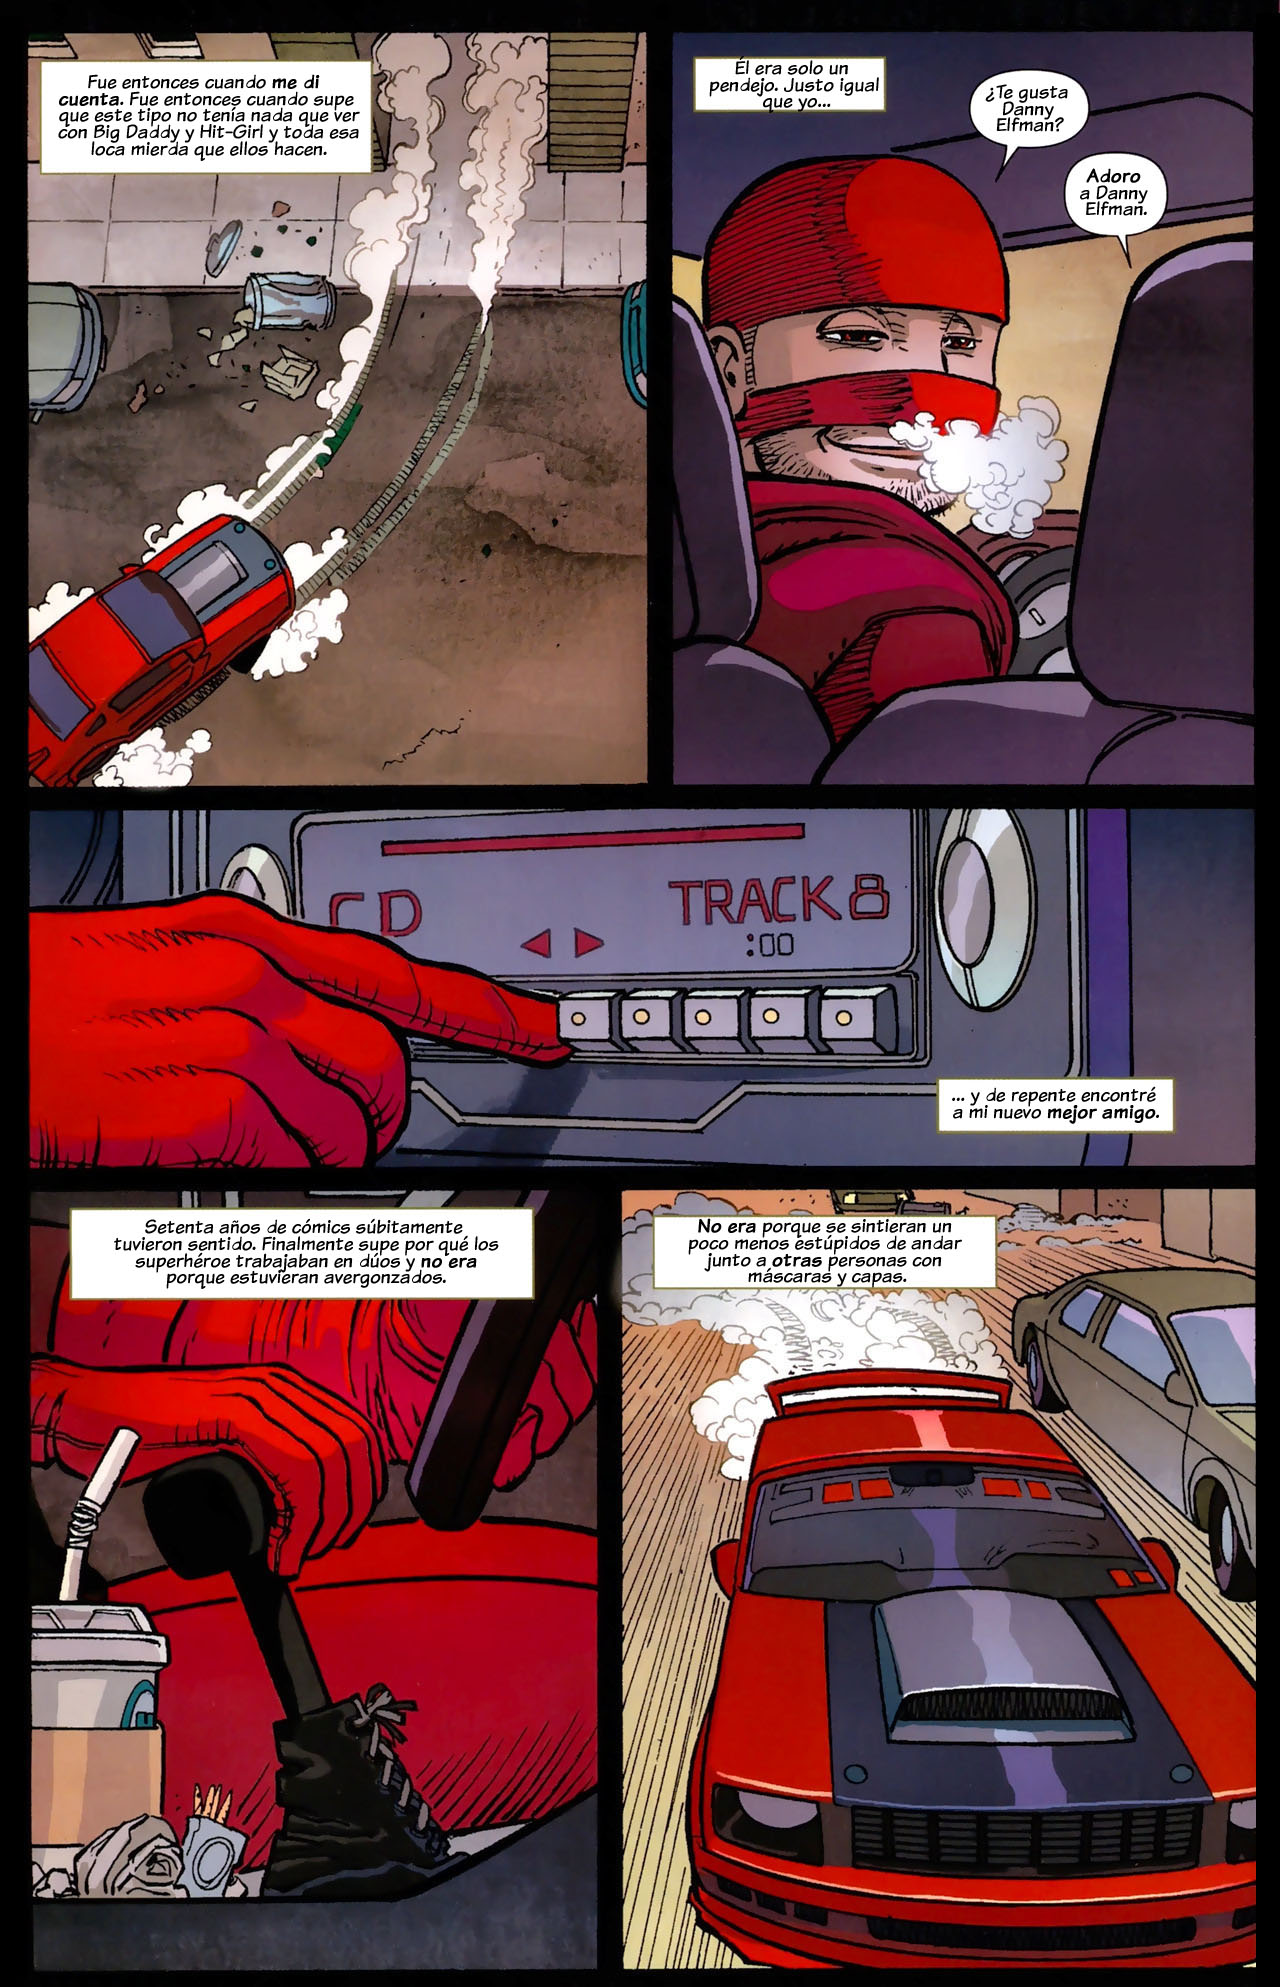 Fue entonces cuando me di
cuenta. Fue entonces cuando supe
que este tipo no tenía nada que ver
con Big Daddy y Hit-Girl y toda esa
loca mierda que ellos hacen.
Él era solo un
pendejo. Justo igual
que yo...
¿Te gusta
Danny
Elfman?
Adoro
a Danny
Elfman.
CD
TRACK 8
:00
... y de repente encontré
a mi nuevo mejor amigo.
Setenta años de cómics súbitamente
tuvieron sentido. Finalmente supe por qué los
superhéroe trabajaban en dúos y no era
porque estuvieran avergonzados.
No era porque se sintieran un
poco menos estúpidos de andar
junto a otras personas con
máscaras y capas.